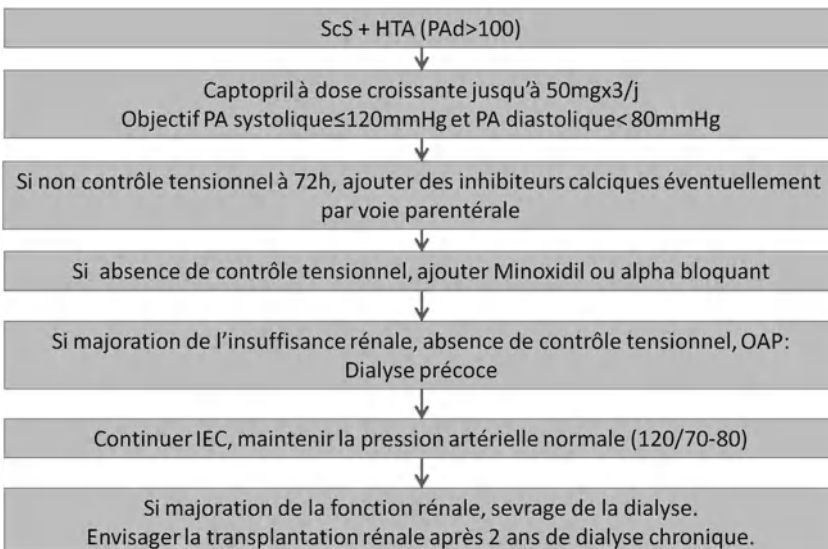 ScS + HTA (PAd>100)
Captopril à dose croissante jusqu'à 50mgx3/j
Objectif PA systolique≤120mmHg et PA diastolique< 80mmHg
Si non contrôle tensionnel à 72h, ajouter des inhibiteurs calciques éventuellement
par voie parentérale
Si absence de contrôle tensionnel, ajouter Minoxidil ou alpha bloquant
Si majoration de l'insuffisance rénale, absence de contrôle tensionnel, OAP:
Dialyse précoce
Continuer IEC, maintenir la pression artérielle normale (120/70-80)
Si majoration de la fonction rénale, sevrage de la dialyse.
Envisager la transplantation rénale après 2 ans de dialyse chronique.